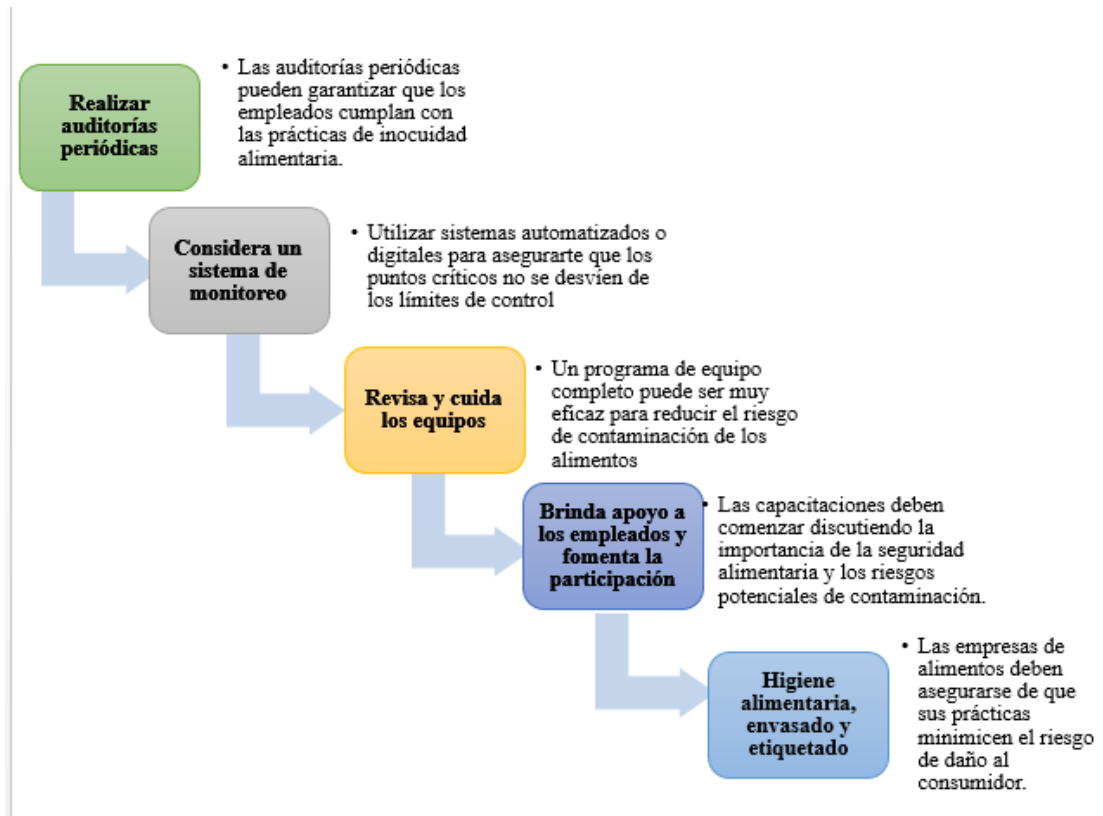 Realizar
auditorías
periódicas
• Las auditorías periódicas
pueden garantizar que los
empleados cumplan con
las prácticas de inocuidad
alimentaria.
Considera un
sistema de
monitoreo
• Utilizar sistemas automatizados o
digitales para asegurarte que los
puntos críticos no se desvíen de
los límites de control
Revisa y cuida
los equipos
• Un programa de equipo
completo puede ser muy
eficaz para reducir el riesgo
de contaminación de los
alimentos
Brinda apoyo a
los empleados y
fomenta la
participación
• Las capacitaciones deben
comenzar discutiendo la
importancia de la seguridad
alimentaria y los riesgos
potenciales de contaminación.
Higiene
alimentaria,
envasado y
etiquetado
• Las empresas de
alimentos deben
asegurarse de que
sus prácticas
minimicen el riesgo
de daño al
consumidor.